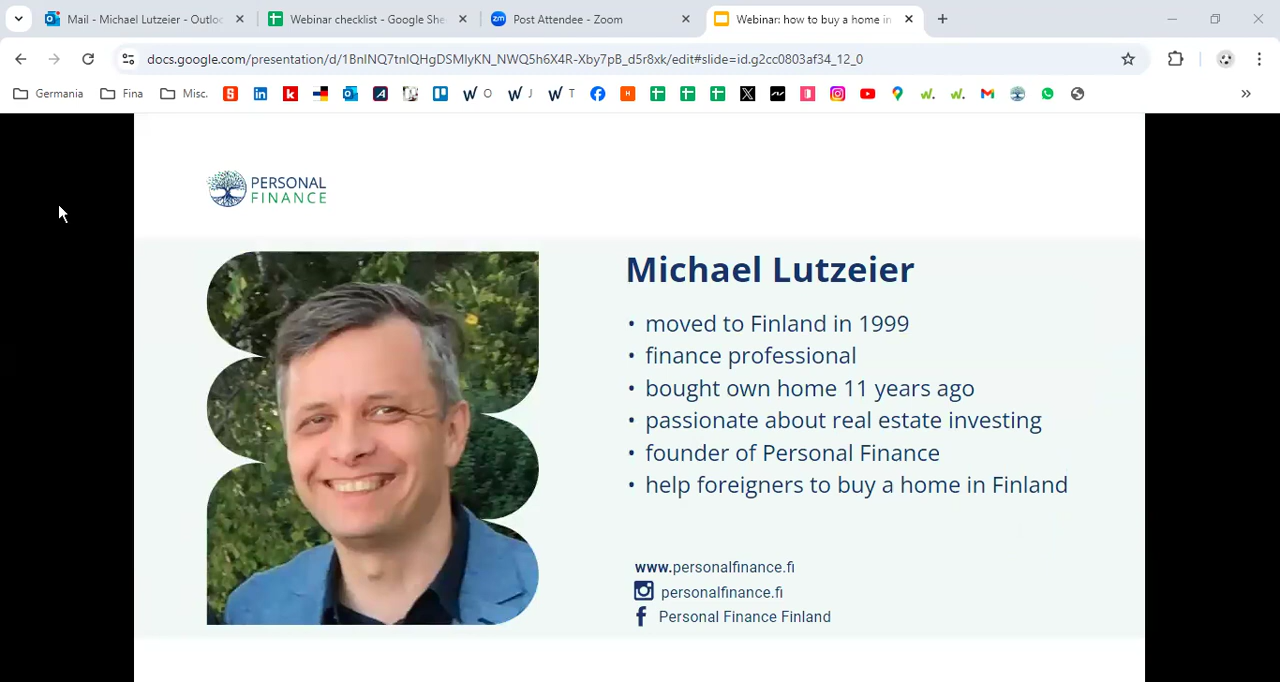 Mail - Michael Lutzeier - Outloo
Webinar checklist - Google She
zm
Post Attendee - Zoom
Webinar: how to buy a home in
docs.google.com/presentation/d/1BnINQ7tnIQHgDSMIyKN_NWQ5h6X4R-Xby7pB_d5r8xk/edit#slide=id.g2cc0803af34_12_0
Germania
Fina
Misc.
O
J
T
PERSONAL
FINANCE
Michael Lutzeier
• moved to Finland in 1999
• finance professional
• bought own home 11 years ago
• passionate about real estate investing
• founder of Personal Finance
• help foreigners to buy a home in Finland
www.personalfinance.fi
personalfinance.fi
Personal Finance Finland